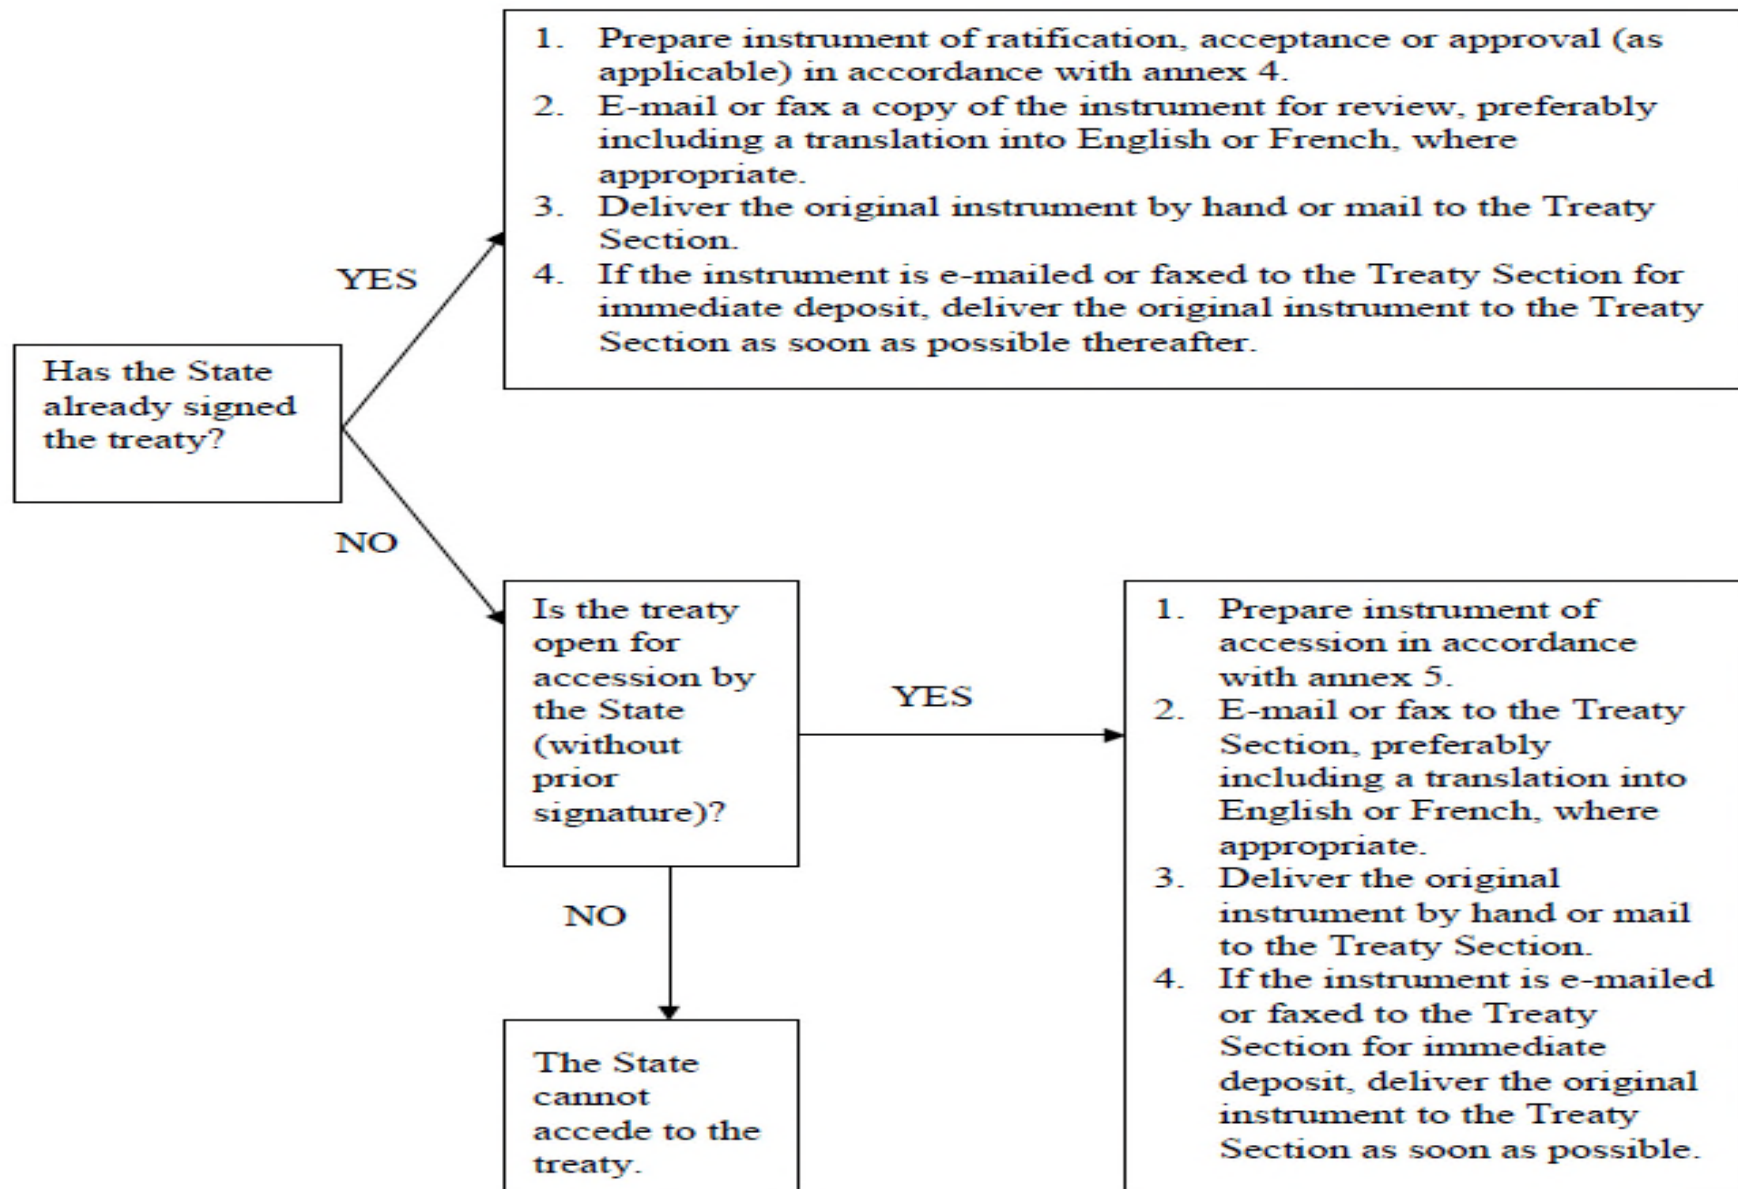 1. Prepare instrument of ratification, acceptance or approval (as
applicable) in accordance with annex 4.
2. E-mail or fax a copy of the instrument for review, preferably
including a translation into English or French, where
appropriate.
3. Deliver the original instrument by hand or mail to the Treaty
Section.
4. If the instrument is e-mailed or faxed to the Treaty Section for
immediate deposit, deliver the original instrument to the Treaty
Section as soon as possible thereafter.
YES
Has the State
already signed
the treaty?
NO
Is the treaty
open for
accession by
the State
(without
prior
signature)?
YES
1. Prepare instrument of
accession in accordance
with annex 5.
2. E-mail or fax to the Treaty
Section, preferably
including a translation into
English or French, where
appropriate.
3. Deliver the original
instrument by hand or mail
to the Treaty Section.
4. If the instrument is e-mailed
or faxed to the Treaty
Section for immediate
deposit, deliver the original
instrument to the Treaty
Section as soon as possible.
NO
The State
cannot
accede to the
treaty.